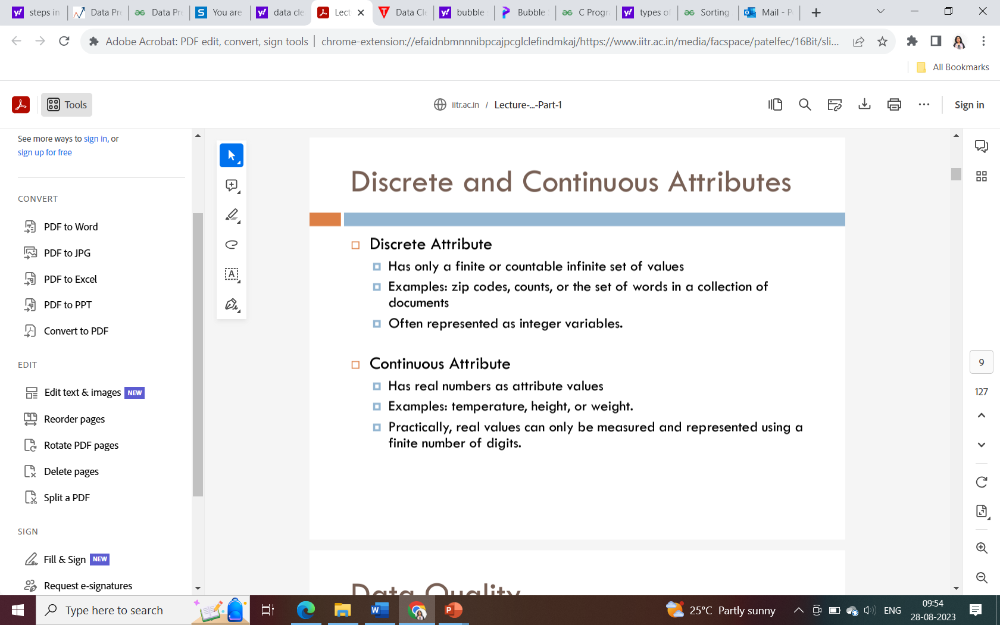 steps in
Data Pre
Data Pre
You are
data cle
Lect
Data Cle
bubble
Bubble
C Progra
types of
Sorting
Mail - P
Adobe Acrobat: PDF edit, convert, sign tools
chrome-extension://efaidnbmnnnibpcajpcglclefindmkaj/https://www.iitr.ac.in/media/facspace/patelfec/16Bit/sli...
All Bookmarks
Tools
iitr.ac.in / Lecture-...-Part-1
Sign in
See more ways to sign in, or
sign up for free
CONVERT
PDF to Word
PDF to JPG
PDF to Excel
PDF to PPT
Convert to PDF
EDIT
Edit text & images NEW
Reorder pages
Rotate PDF pages
Delete pages
Split a PDF
SIGN
Fill & Sign NEW
Request e-signatures
Discrete and Continuous Attributes
Discrete Attribute
Has only a finite or countable infinite set of values
Examples: zip codes, counts, or the set of words in a collection of
documents
Often represented as integer variables.
Continuous Attribute
Has real numbers as attribute values
Examples: temperature, height, or weight.
Practically, real values can only be measured and represented using a
finite number of digits.
Data Quality
9
127
Type here to search
25°C Partly sunny
ENG
09:54
28-08-2023